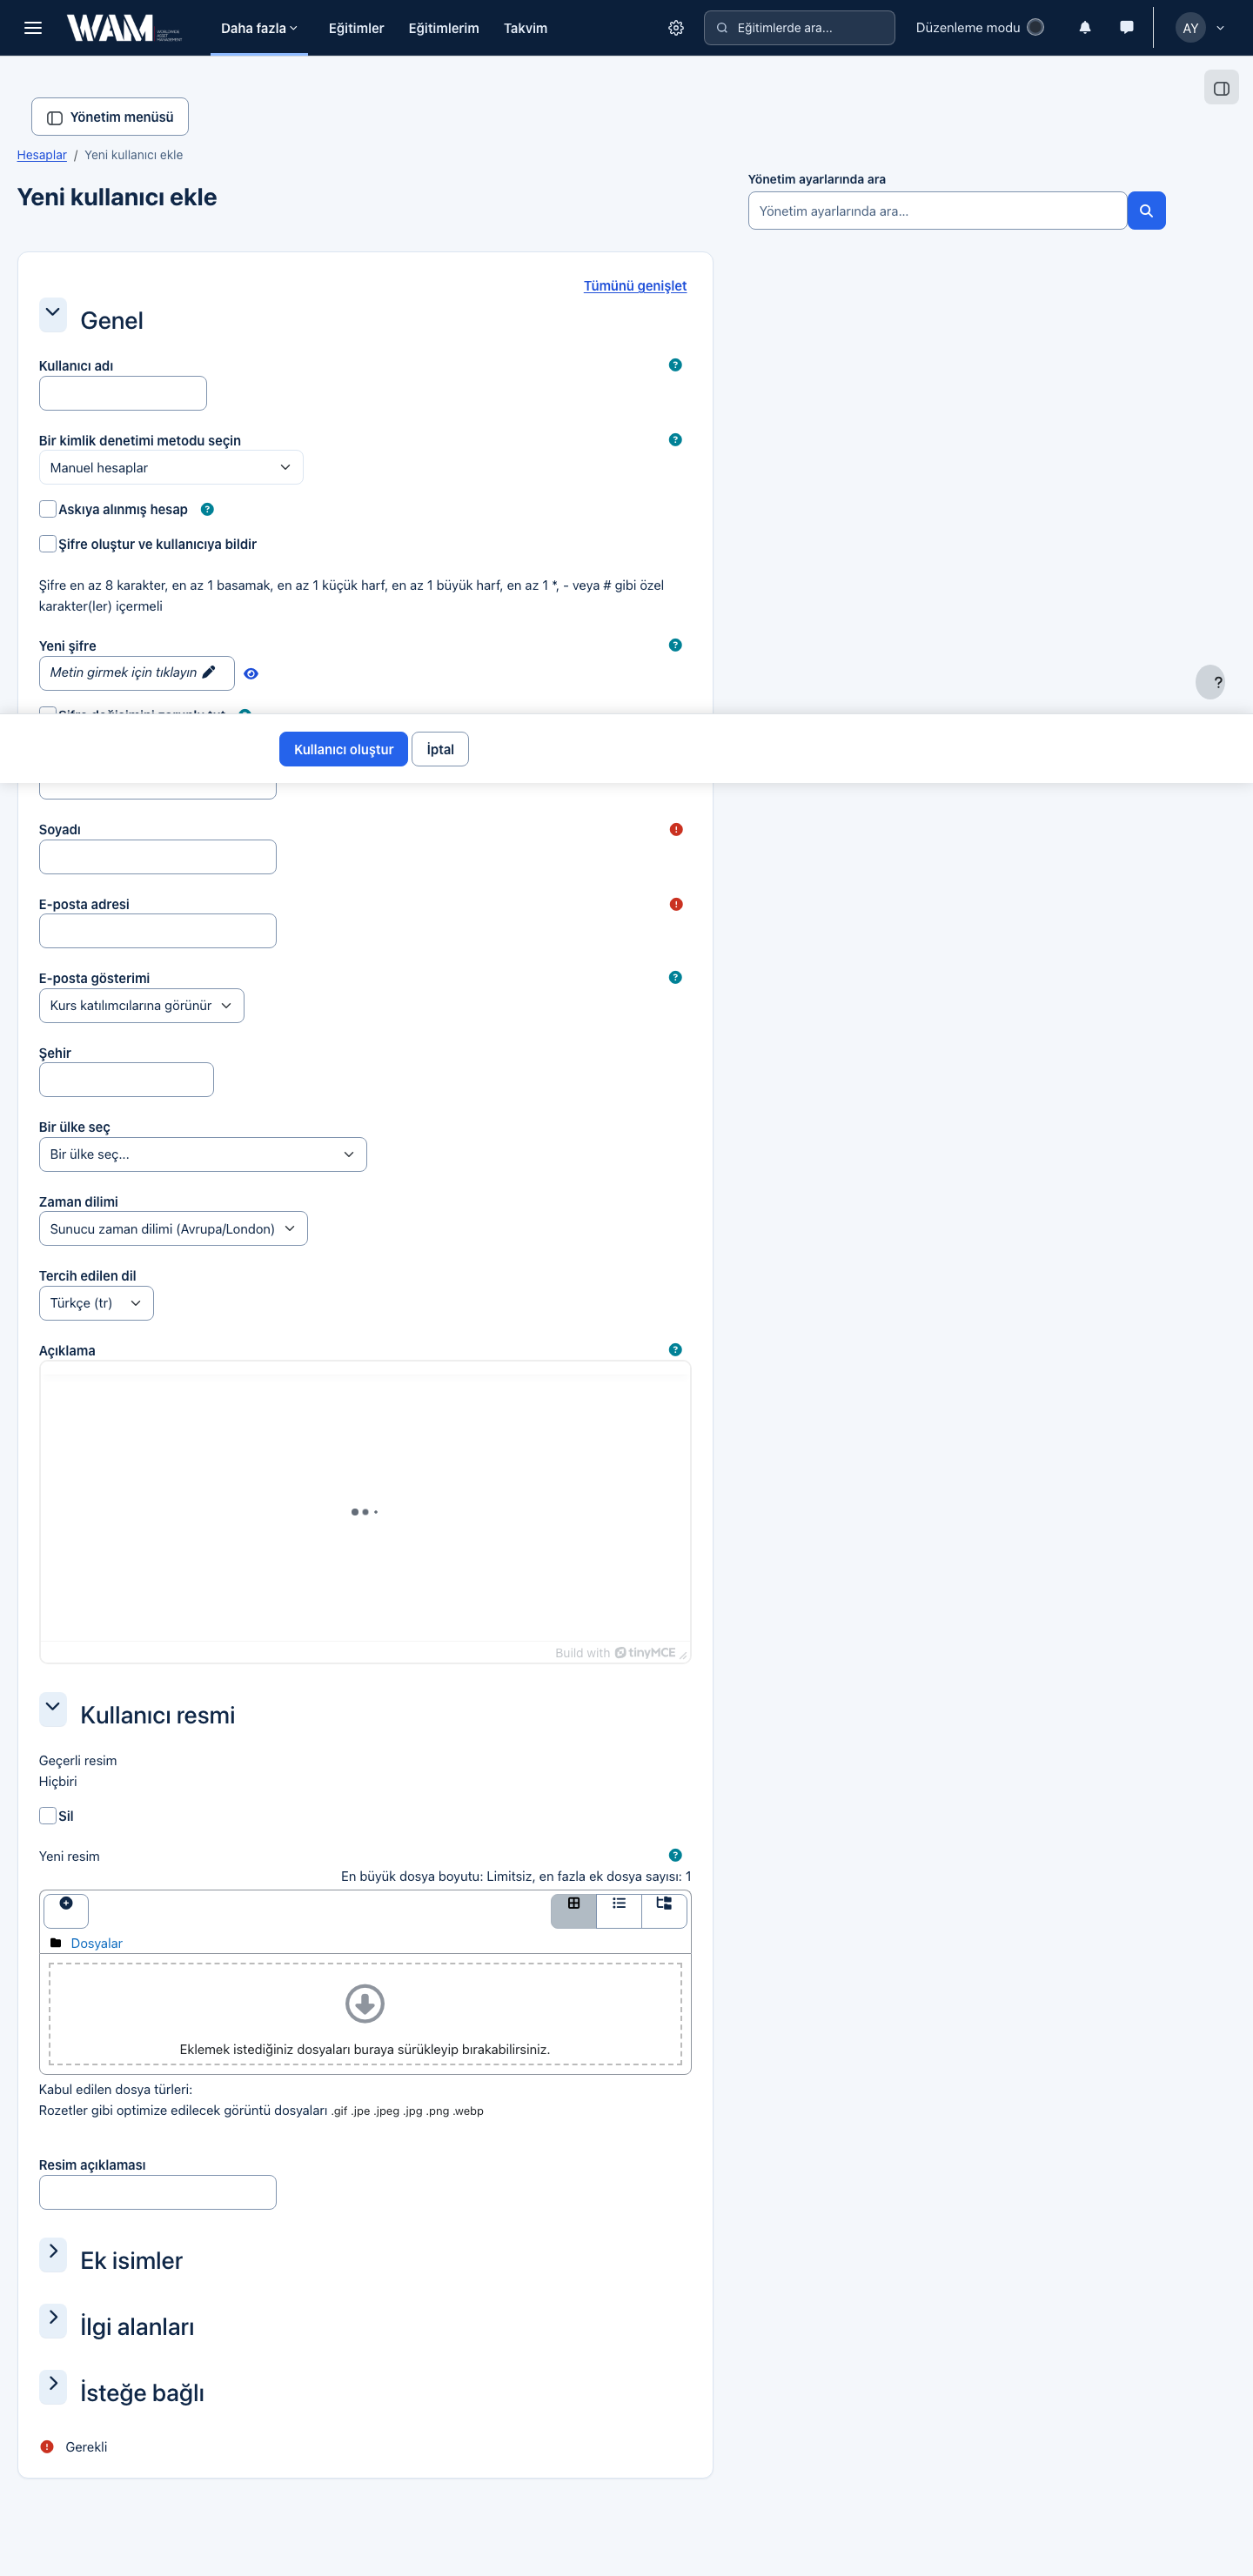 WAM
Daha fazla
Eğitimler
Eğitimlerim
Takvim
Eğitimlerde ara...
Düzenleme modu
AY
Yönetim menüsü
Hesaplar / Yeni kullanıcı ekle
Yeni kullanıcı ekle
Yönetim ayarlarında ara
Yönetim ayarlarında ara...
Tümünü genişlet
Genel
Kullanıcı adı
Bir kimlik denetimi metodu seçin
Manuel hesaplar
Askıya alınmış hesap
Şifre oluştur ve kullanıcıya bildir
Şifre en az 8 karakter, en az 1 basamak, en az 1 küçük harf, en az 1 büyük harf, en az 1 *, - veya # gibi özel
karakter(ler) içermeli
Yeni şifre
Metin girmek için tıklayın
?
Kullanıcı oluştur
İptal
Soyadı
E-posta adresi
E-posta gösterimi
Kurs katılımcılarına görünür
Şehir
Bir ülke seç
Bir ülke seç...
Zaman dilimi
Sunucu zaman dilimi (Avrupa/London)
Tercih edilen dil
Türkçe (tr)
Açıklama
Build with tinyMCE
Kullanıcı resmi
Geçerli resim
Hiçbiri
Sil
Yeni resim
En büyük dosya boyutu: Limitsiz, en fazla ek dosya sayısı: 1
Dosyalar
Eklemek istediğiniz dosyaları buraya sürükleyip bırakabilirsiniz.
Kabul edilen dosya türleri:
Rozetler gibi optimize edilecek görüntü dosyaları .gif .jpe .jpeg .jpg .png .webp
Resim açıklaması
Ek isimler
İlgi alanları
İsteğe bağlı
Gerekli